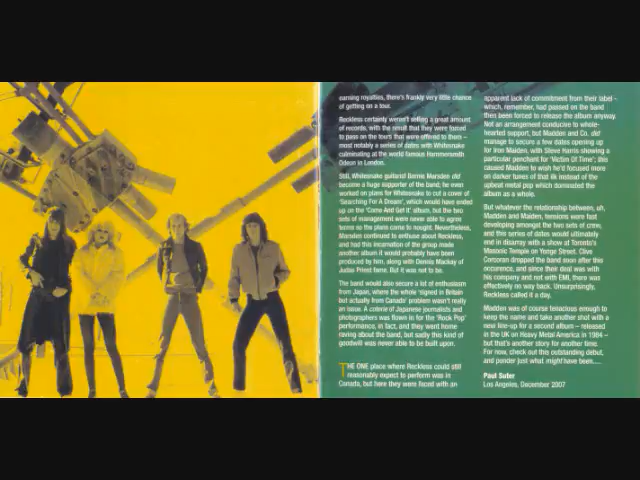 earning royalties, there's frankly very little chance
of getting on a tour.
Reckless certainly weren't selling a great amount
of records, with the result that they were forced
to pass on the tours that were offered to them –
most notably a series of dates with Whitesnake
culminating at the world famous Hammersmith
Odeon in London.
Still, Whitesnake guitarist Bernie Marsden did
become a huge supporter of the band; he even
worked on plans for Whitesnake to cut a cover of
'Searching For A Dream', which would have ended
up on the 'Come And Get It' album, but the two
sets of management were never able to agree
terms so the plans came to nought. Nevertheless,
Marsden continued to enthuse about Reckless,
and had this incarnation of the group made
another album it would probably have been
produced by him, along with Dennis Mackay of
Judas Priest fame. But it was not to be.
The band would also secure a lot of enthusiasm
from Japan, where the whole 'signed in Britain
but actually from Canada' problem wasn't really
an issue. A coterie of Japanese journalists and
photographers was flown in for the 'Rock Pop'
performance, in fact, and they went home
raving about the band, but sadly this kind of
goodwill was never able to be built upon.
THE ONE place where Reckless could still
reasonably expect to perform was in
Canada, but here they were faced with an
apparent lack of commitment from their label –
which, remember, had passed on the band
then been forced to release the album anyway.
Not an arrangement conducive to whole-
hearted support, but Madden and Co. did
manage to secure a few dates opening up
for Iron Maiden, with Steve Harris showing a
particular penchant for 'Victim Of Time'; this
caused Madden to wish he'd focused more
on darker tunes of that ilk instead of the
upbeat metal pop which dominated the
album as a whole.
But whatever the relationship between, uh,
Madden and Maiden, tensions were fast
developing amongst the two sets of crew,
and this series of dates would ultimately
end in disarray with a show at Toronto's
Masonic Temple on Yonge Street. Clive
Corcoran dropped the band soon after this
occurence, and since their deal was with
his company and not with EMI, there was
effectively no way back. Unsurprisingly,
Reckless called it a day.
Madden was of course tenacious enough to
keep the name and take another shot with a
new line-up for a second album – released
in the UK on Heavy Metal America in 1984 –
but that's another story for another time.
For now, check out this outstanding debut,
and ponder just what might have been.....
Paul Suter
Los Angeles, December 2007